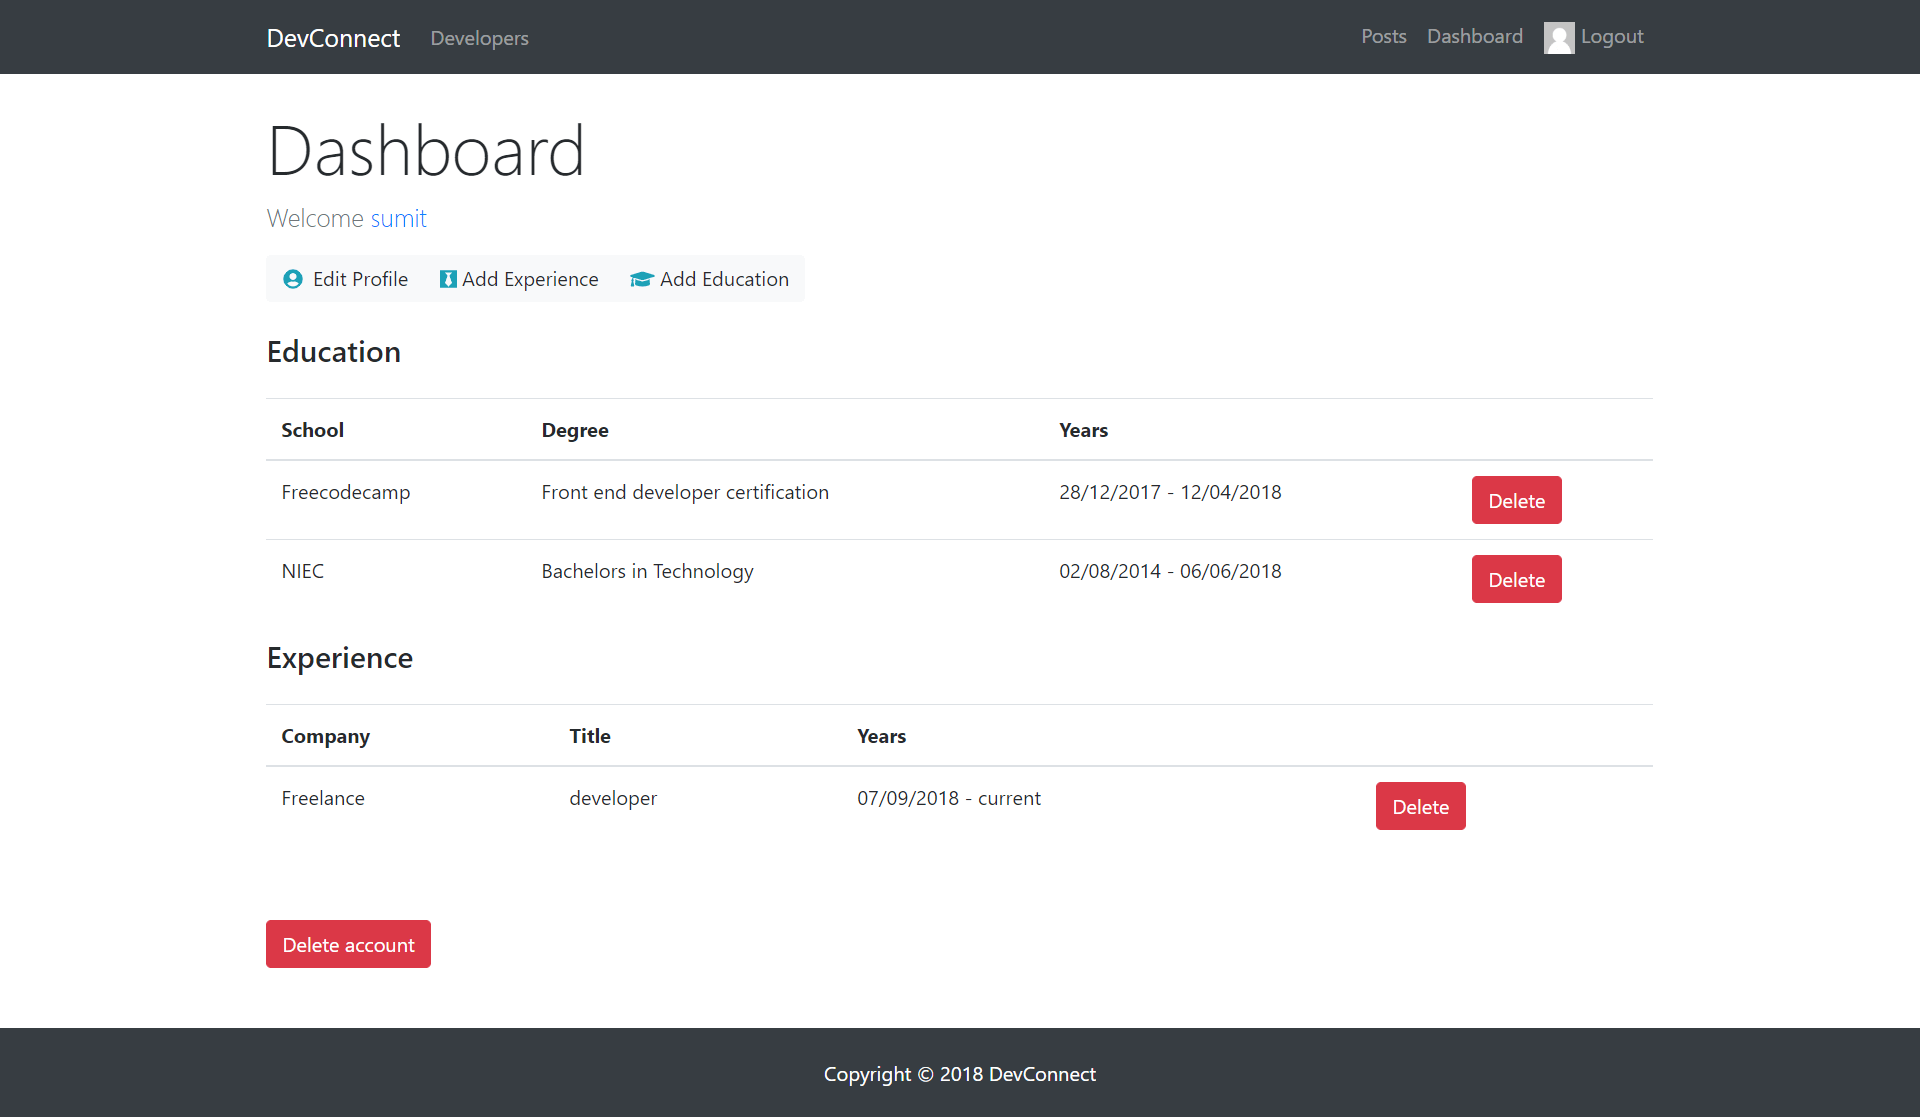 DevConnect Developers Posts Dashboard Logout
Dashboard
Welcome sumit
Edit Profile Add Experience Add Education
Education
School Degree Years
Freecodecamp Front end developer certification 28/12/2017 - 12/04/2018 Delete
NIEC Bachelors in Technology 02/08/2014 - 06/06/2018 Delete
Experience
Company Title Years
Freelance developer 07/09/2018 - current Delete
Delete account
Copyright © 2018 DevConnect